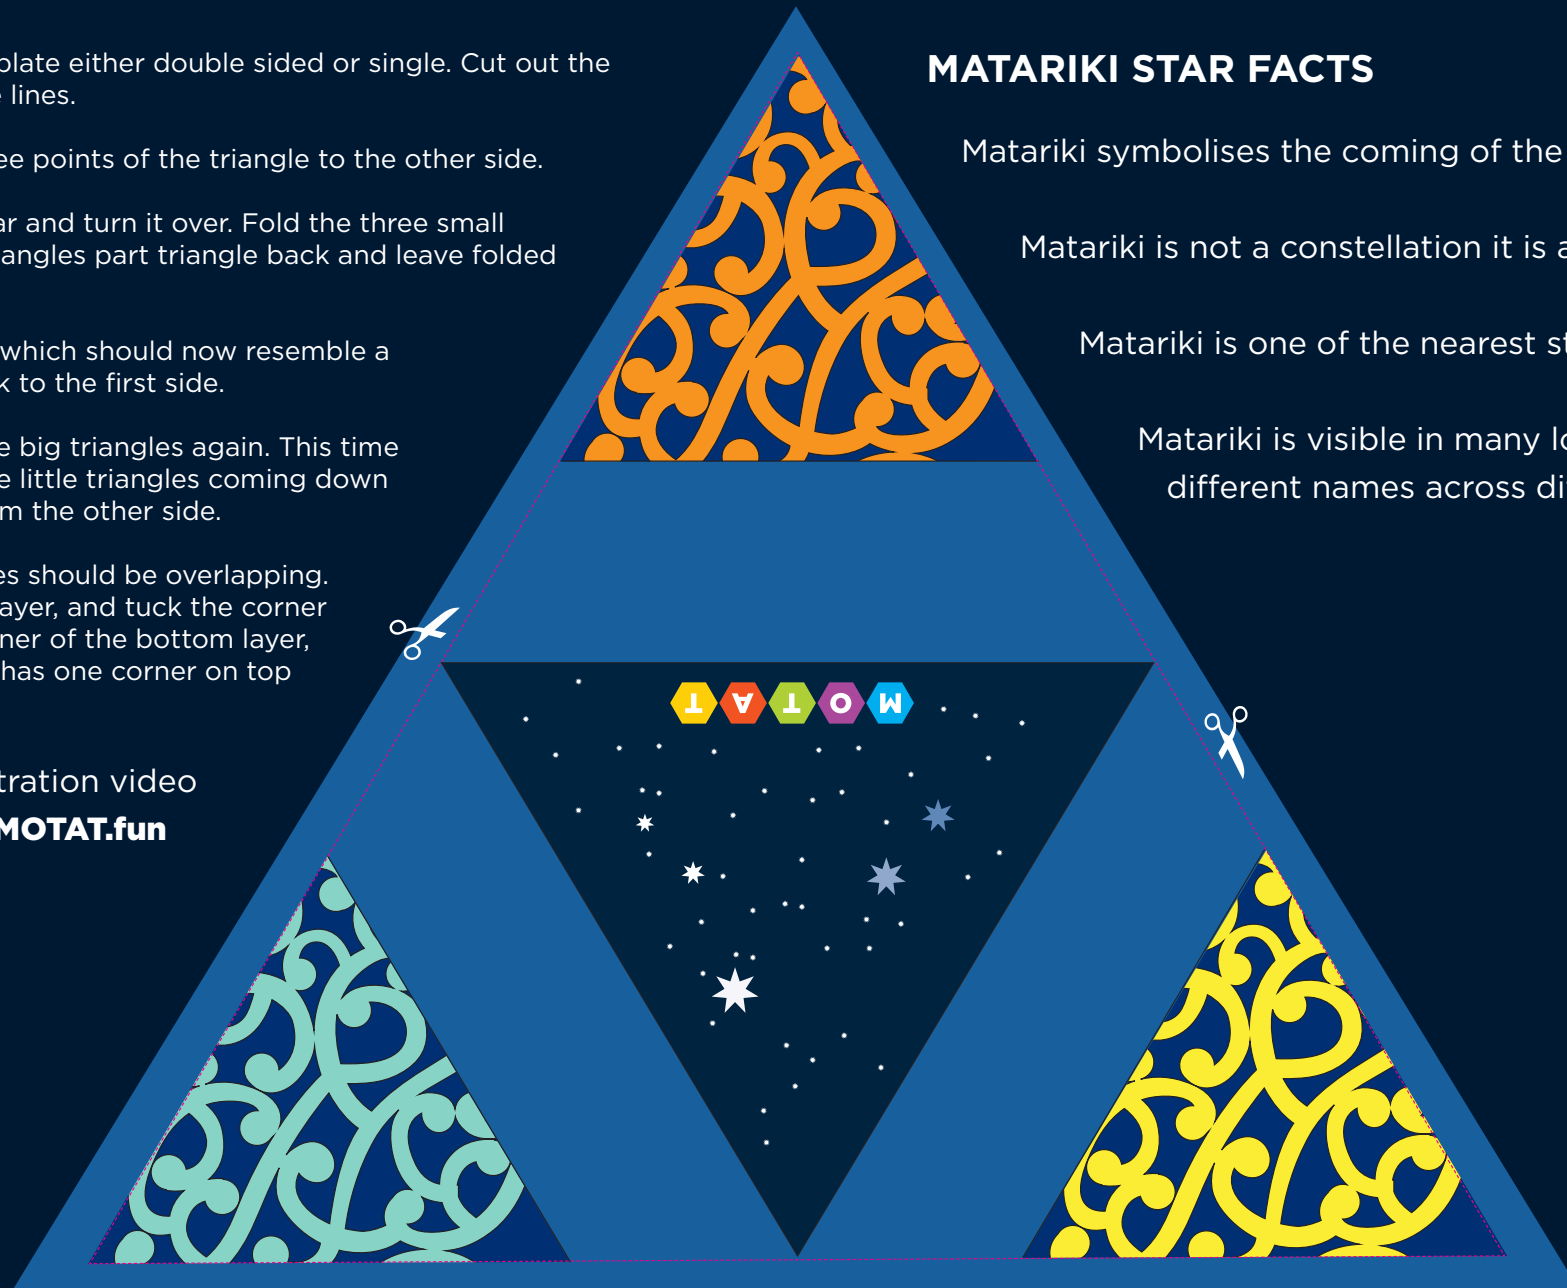 plate either double sided or single. Cut out the
lines.
ee points of the triangle to the other side.
ar and turn it over. Fold the three small
angles part triangle back and leave folded
which should now resemble a
k to the first side.
e big triangles again. This time
e little triangles coming down
m the other side.
es should be overlapping.
ayer, and tuck the corner
ner of the bottom layer,
has one corner on top
tration video
MOTAT.fun
MATARIKI STAR FACTS
Matariki symbolises the coming of the
Matariki is not a constellation it is a
Matariki is one of the nearest st
Matariki is visible in many lo
different names across di
MOTAT